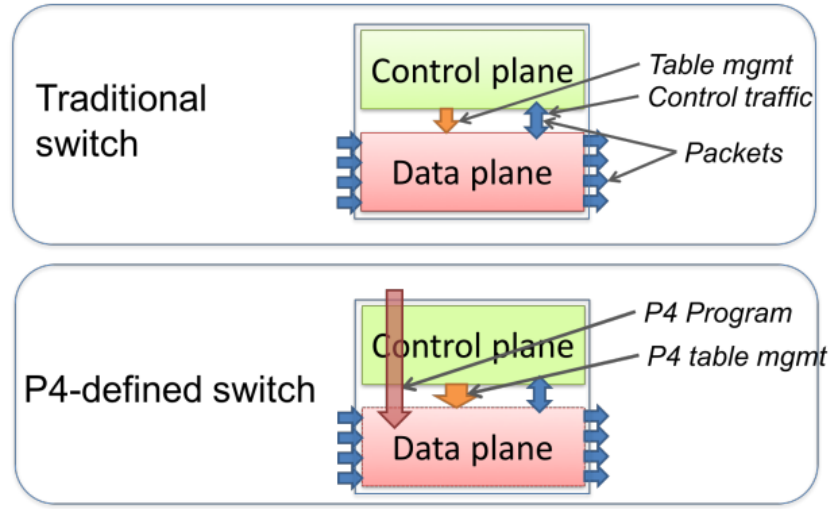 Traditional
switch
Control plane
Data plane
Table mgmt
Control traffic
Packets
P4-defined switch
Control plane
Data plane
P4 Program
P4 table mgmt